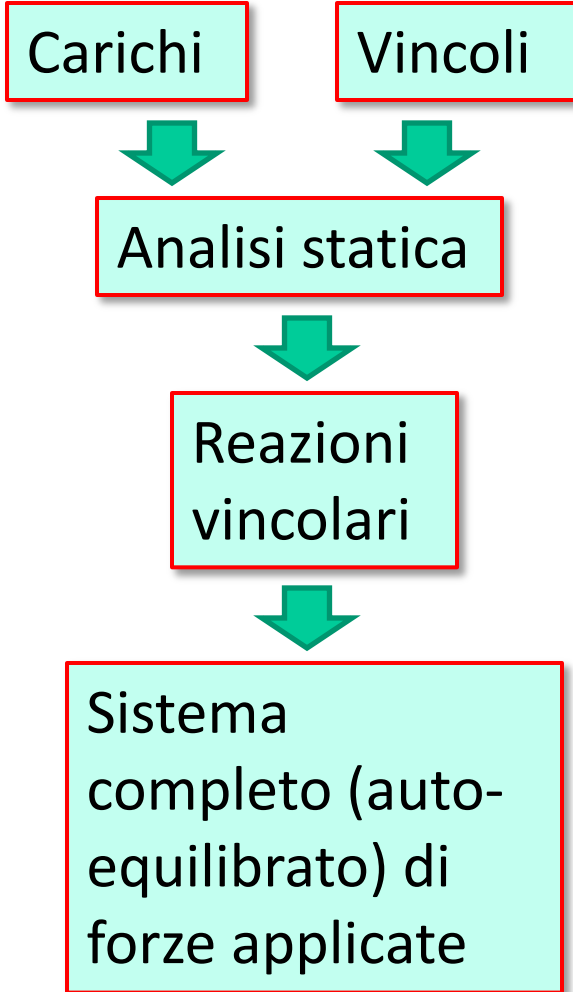 Carichi
Vincoli
Analisi statica
Reazioni
vincolari
Sistema
completo (auto-
equilibrato) di
forze applicate